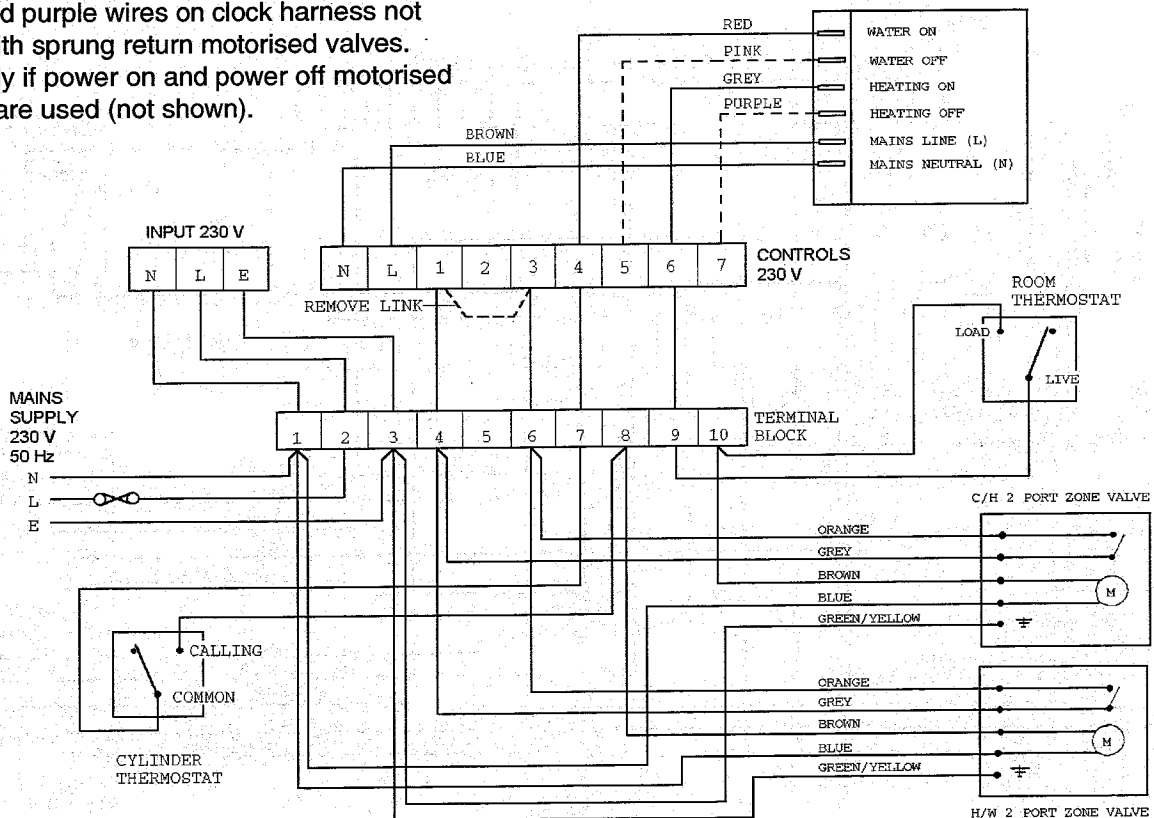 d purple wires on clock harness not
th sprung return motorised valves.
y if power on and power off motorised
are used (not shown).
RED
WATER ON
PINK
WATER OFF
GREY
HEATING ON
PURPLE
HEATING OFF
BROWN
MAINS LINE (L)
BLUE
MAINS NEUTRAL (N)
INPUT 230 V
N L E
N L 1 2 3 4 5 6 7
CONTROLS
230 V
REMOVE LINK
ROOM
THERMOSTAT
LOAD
LIVE
MAINS
SUPPLY
230 V
50 Hz
N
L
E
1 2 3 4 5 6 7 8 9 10
TERMINAL
BLOCK
C/H 2 PORT ZONE VALVE
ORANGE
GREY
BROWN
BLUE
GREEN/YELLOW
M
CALLING
COMMON
CYLINDER
THERMOSTAT
ORANGE
GREY
BROWN
BLUE
GREEN/YELLOW
M
H/W 2 PORT ZONE VALVE